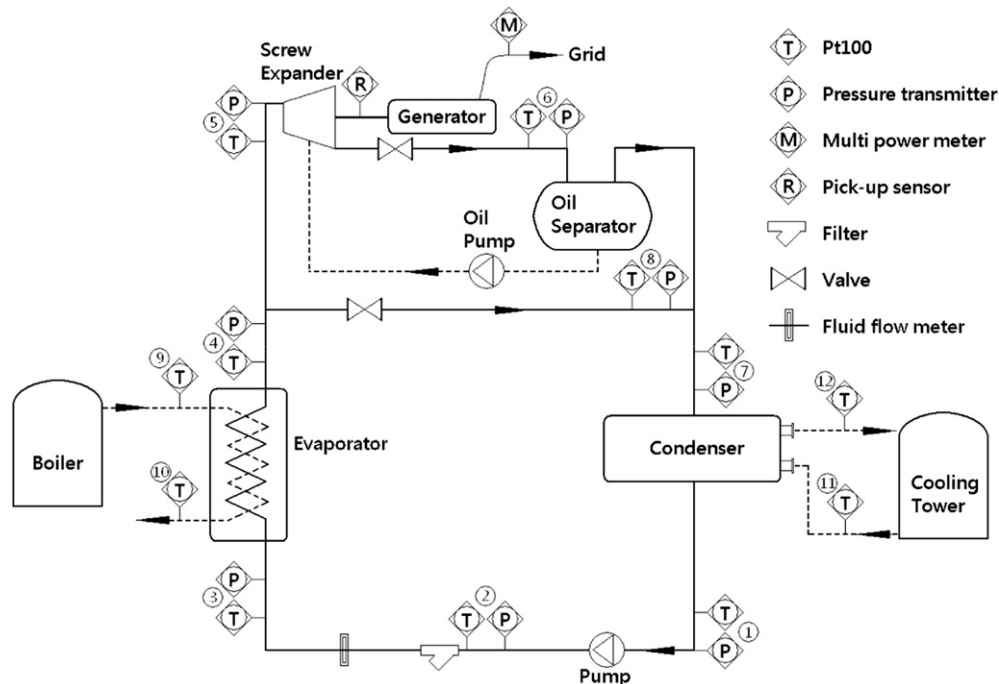 M
Grid
Screw
Expander
P
R
Generator
⑤
T
⑥
T
P
Oil
Separator
Oil
Pump
T
⑧
P
P
④
T
⑨
T
Boiler
⑩
T
Evaporator
T
⑦
P
Condenser
⑫
T
⑪
T
Cooling
Tower
P
③
T
②
T
P
Pump
T
①
P
T Pt100
P Pressure transmitter
M Multi power meter
R Pick-up sensor
Filter
Valve
Fluid flow meter